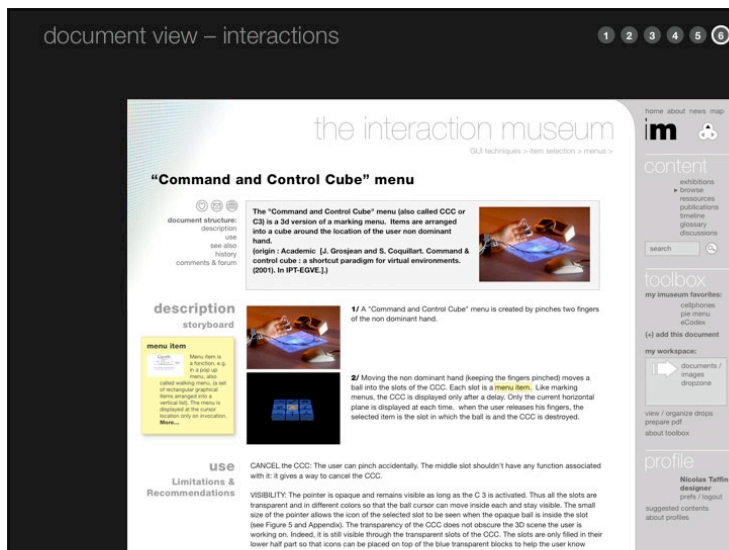 document view – interactions
1 2 3 4 5 6
home about news map
im
the interaction museum
GUI techniques > item selection > menus >
"Command and Control Cube" menu
document structure:
description
use
see also
history
comments & forum
The "Command and Control Cube" menu (also called CCC or
C3) is a 3d version of a marking menu. Items are arranged
into a cube around the location of the user non dominant
hand.
(origin : Academic [J. Grosjean and S. Coquillart. Command &
control cube : a shortcut paradigm for virtual environments.
(2001). In IPT-EGVE.].)
description
storyboard
1/ A "Command and Control Cube" menu is created by pinches two fingers
of the non dominant hand.
menu item
Menu item is
a function, e.g.
in a pop up
menu, also
called walking menu, (a set
of rectangular graphical
items arranged into a
vertical list). The menu is
displayed at the cursor
location only on invocation.
More...
2/ Moving the non dominant hand (keeping the fingers pinched) moves a
ball into the slots of the CCC. Each slot is a menu item. Like marking
menus, the CCC is displayed only after a delay. Only the current horizontal
plane is displayed at each time. when the user releases his fingers, the
selected item is the slot in which the ball is and the CCC is destroyed.
use
Limitations &
Recommendations
CANCEL the CCC: The user can pinch accidentally. The middle slot shouldn't have any function associated
with it: it gives a way to cancel the CCC.
VISIBILITY: The pointer is opaque and remains visible as long as the C 3 is activated. Thus all the slots are
transparent and in different colors so that the ball cursor can move inside each and stay visible. The small
size of the pointer allows the icon of the selected slot to be seen when the opaque ball is inside the slot
(see Figure 5 and Appendix). The transparency of the CCC does not obscure the 3D scene the user is
working on. Indeed, it is still visible through the transparent slots of the CCC. The slots are only filled in their
lower half part so that icons can be placed on top of the blue transparent blocks to help the user know
content
exhibitions
browse
ressources
publications
timeline
glossary
discussions
search
toolbox
my imuseum favorites:
cellphones
pie menu
eCodex
(+) add this document
my workspace:
documents /
images
dropzone
view / organize drops
prepare pdf
about toolbox
profile
Nicolas Taffin
designer
prefs / logout
suggested contents
about profiles